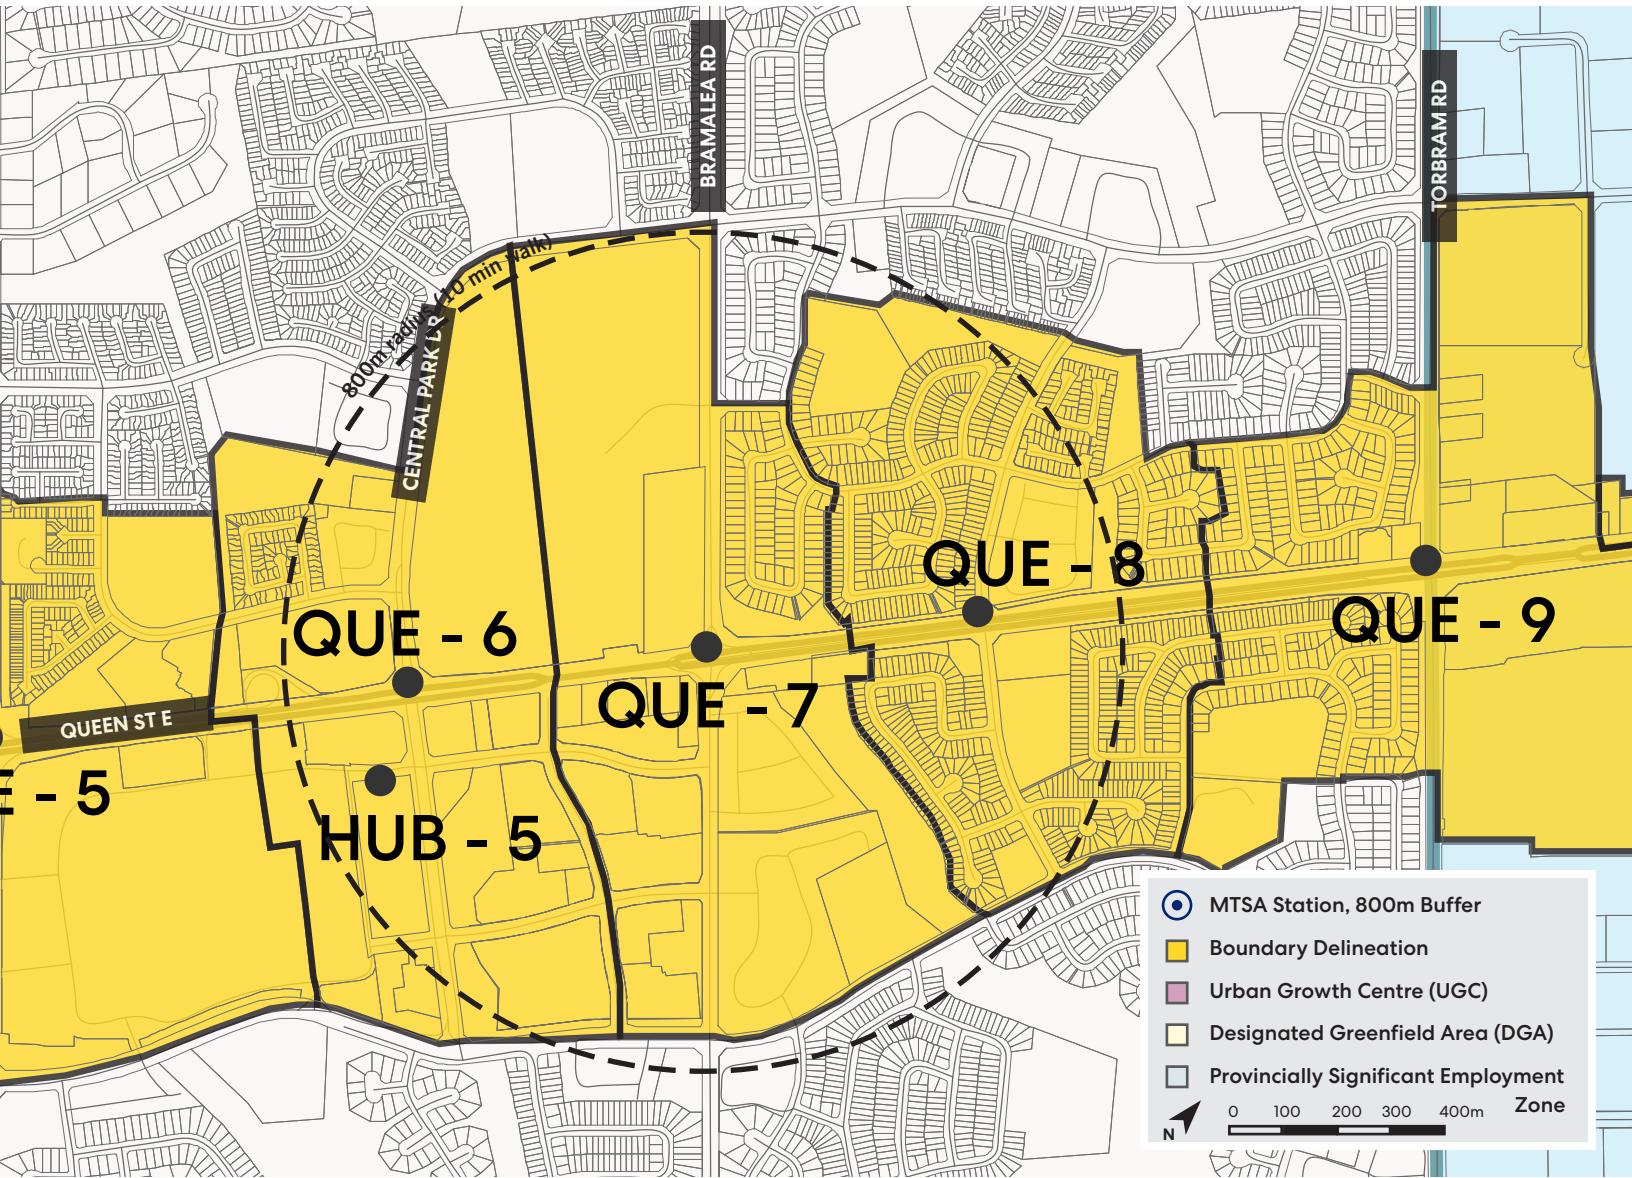 BRAMALEA RD
TORBRAM RD
800m radius (10 min walk)
CENTRAL PARK DR
QUE - 8
QUE - 6
QUE - 9
QUE - 7
QUEEN ST E
E - 5
HUB - 5
MTSA Station, 800m Buffer
Boundary Delineation
Urban Growth Centre (UGC)
Designated Greenfield Area (DGA)
Provincially Significant Employment
Zone
0 100 200 300 400m
N